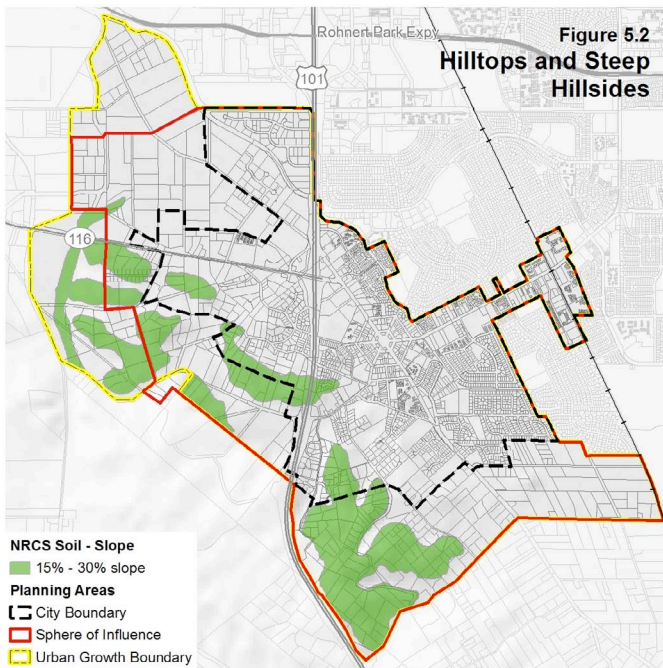 Rohnert Park Expy
Figure 5.2
Hilltops and Steep
Hillsides
101
116
NRCS Soil - Slope
15% - 30% slope
Planning Areas
City Boundary
Sphere of Influence
Urban Growth Boundary